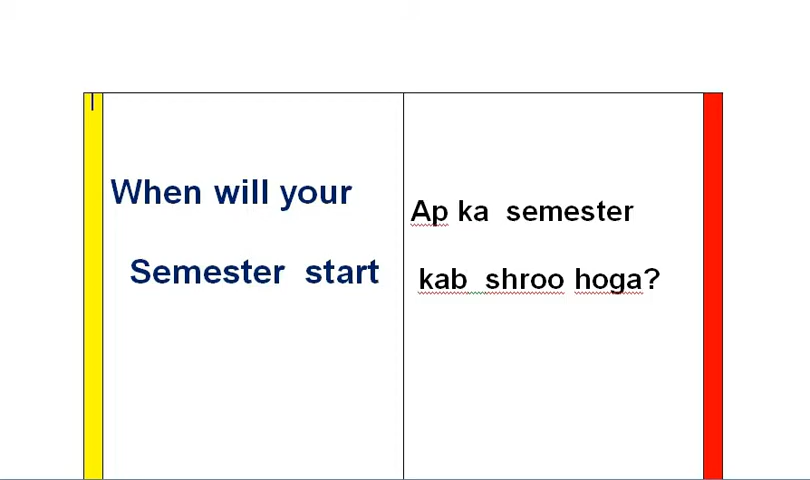 When will your
Semester start
Ap ka semester
kab shroo hoga?